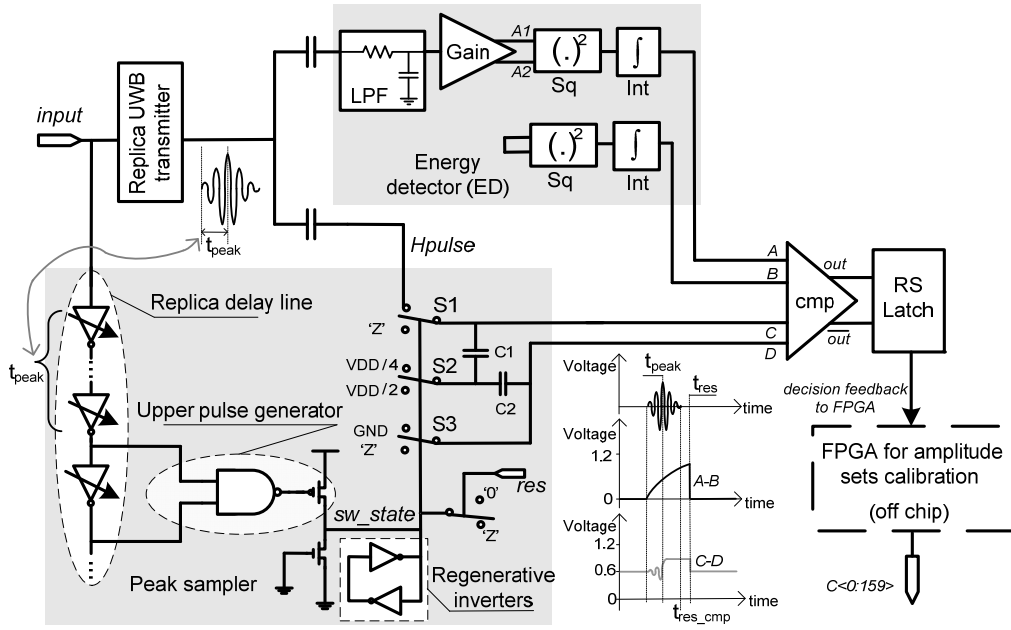 input
Replica UWB
transmitter
t_peak
LPF
Gain
A1
A2
(.)²
Sq
∫
Int
(.)²
Sq
∫
Int
Energy
detector (ED)
Hpulse
A
B
C
D
cmp
out
o̅u̅t̅
RS
Latch
decision feedback
to FPGA
FPGA for amplitude
sets calibration
(off chip)
C<0:159>
Replica delay line
t_peak
Upper pulse generator
S1
'Z'
C1
VDD/4
S2
VDD/2
C2
GND
S3
'Z'
res
'0'
'Z'
sw_state
Peak sampler
Regenerative
inverters
Voltage
t_peak
t_res
time
Voltage
1.2
0
A-B
time
Voltage
1.2
0.6
0
C-D
time
t_res_cmp